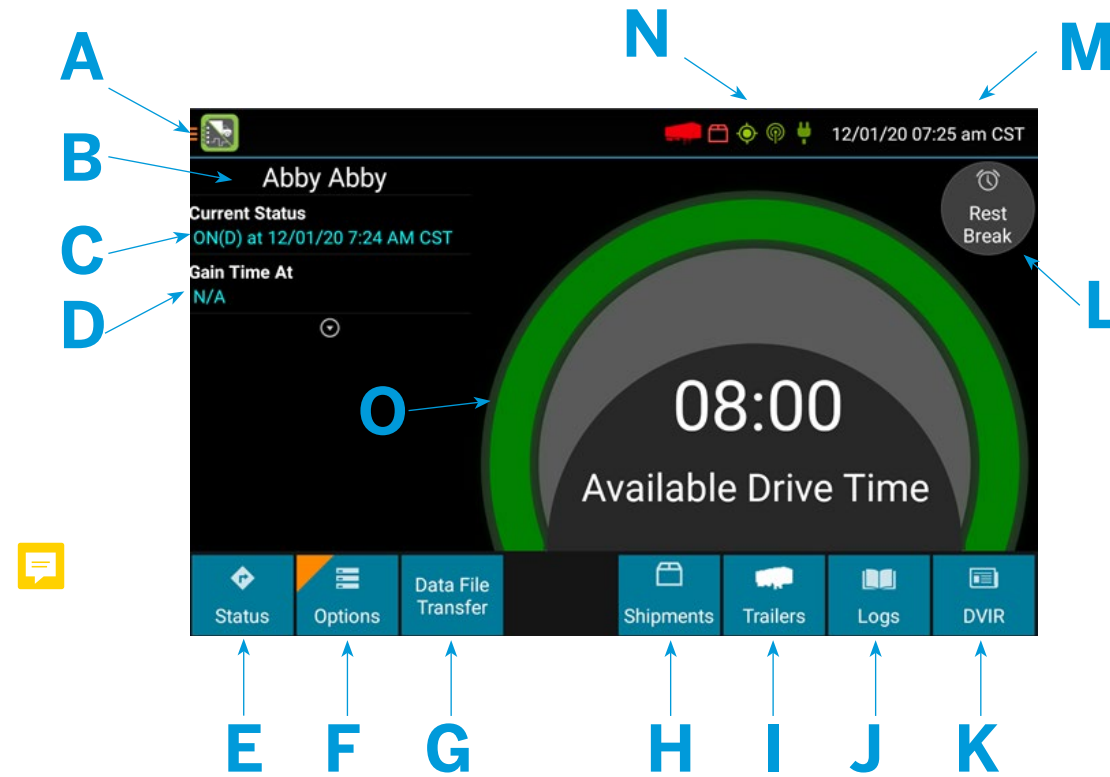 N
M
A
12/01/20 07:25 am CST
B
Abby Abby
Rest
Break
Current Status
ON(D) at 12/01/20 7:24 AM CST
C
Gain Time At
N/A
D
L
O
08:00
Available Drive Time
Status
Options
Data File
Transfer
Shipments
Trailers
Logs
DVIR
E
F
G
H
I
J
K